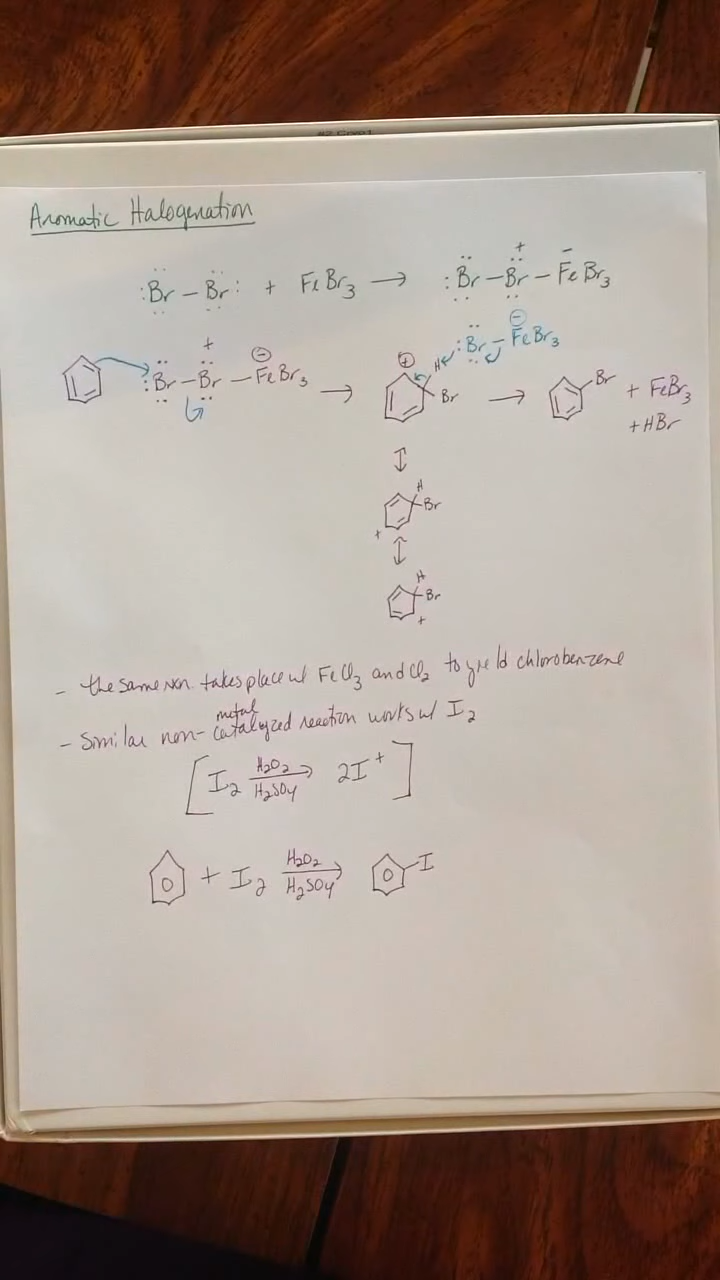 Aromatic Halogenation
:Br – Br: + FeBr3 → :Br – Br – FeBr3
+ –
:Br – Br – FeBr3 → H Br :Br – FeBr3 → Br + FeBr3
+ HBr
H Br
+
H Br
+
- the same rxn. takes place w/ FeCl3 and Cl2 to yield chlorobenzene
- Similar non-metal catalyzed reaction works w/ I2
[ I2 H2O2 / H2SO4 → 2I+ ]
+ I2 H2O2 / H2SO4 → I